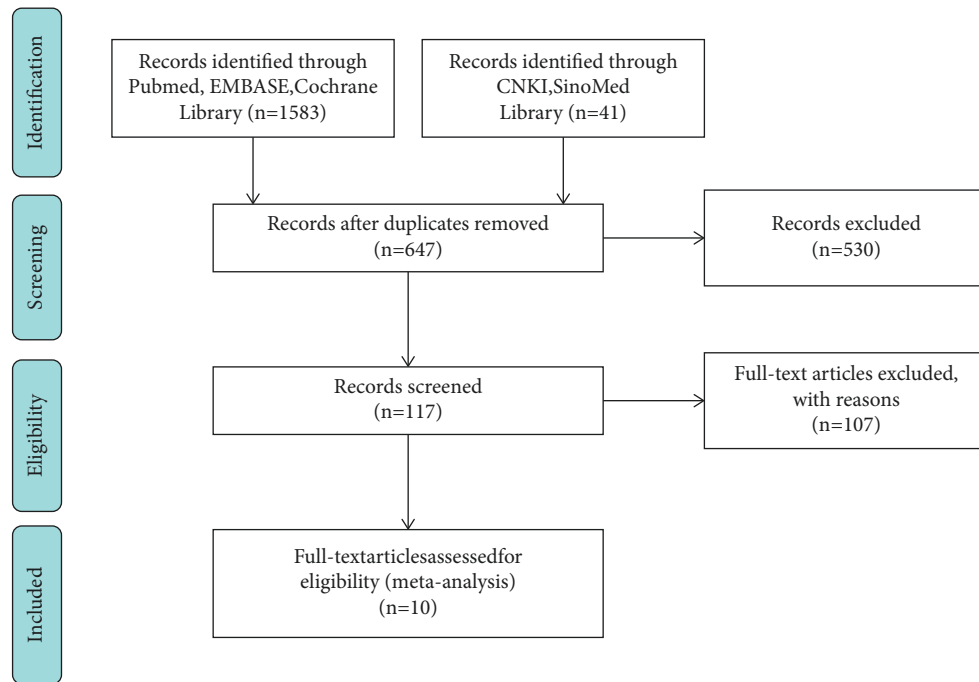 Identification
Records identified through
Pubmed, EMBASE,Cochrane
Library (n=1583)
Records identified through
CNKI,SinoMed
Library (n=41)
Screening
Records after duplicates removed
(n=647)
Records excluded
(n=530)
Eligibility
Records screened
(n=117)
Full-text articles excluded,
with reasons
(n=107)
Included
Full-textarticlesassessedfor
eligibility (meta-analysis)
(n=10)